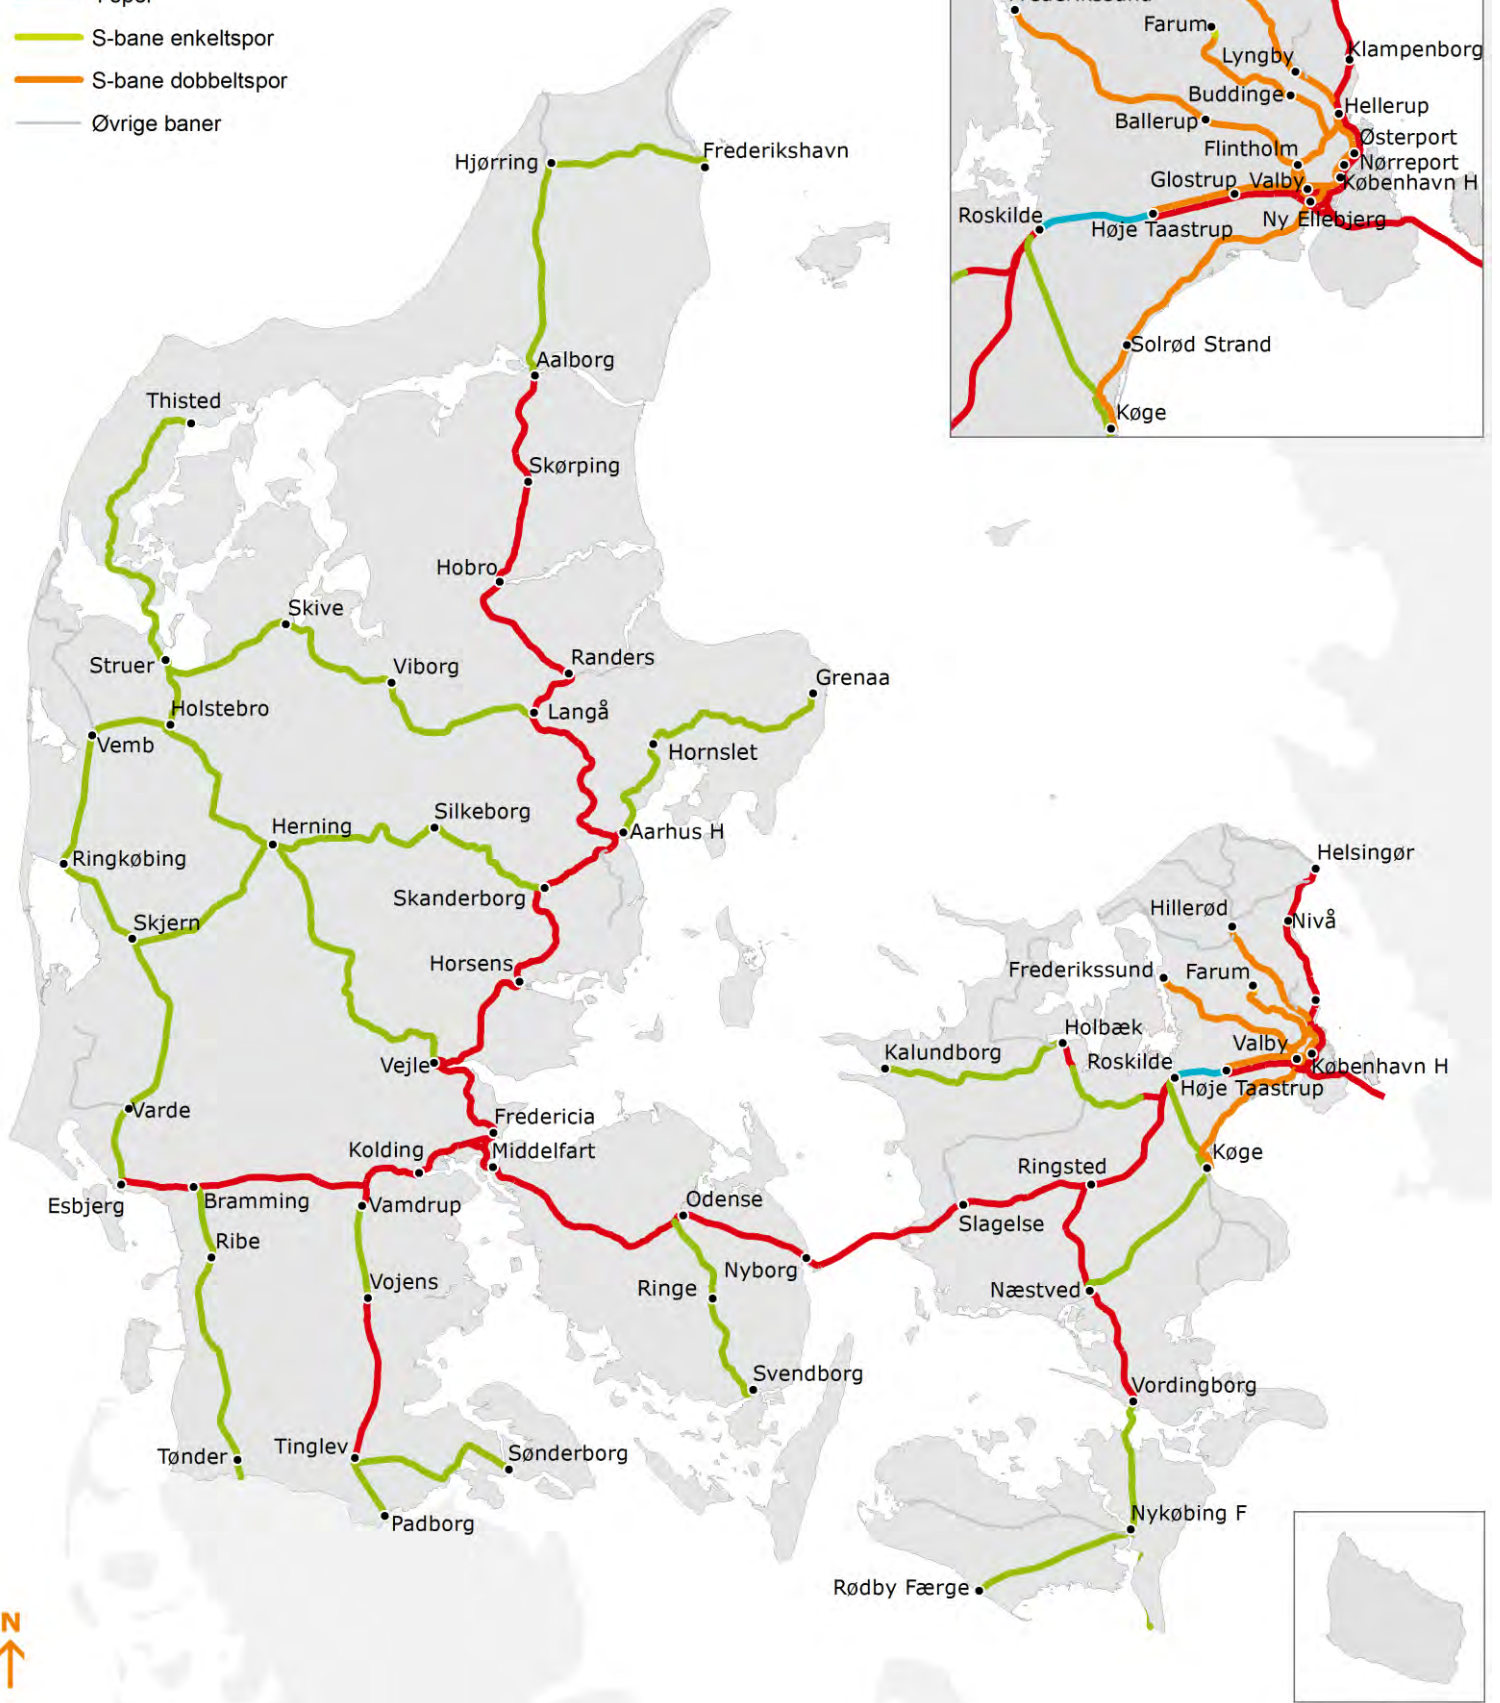 S-bane enkeltspor
S-bane dobbeltspor
Øvrige baner
Farum
Klampenborg
Lyngby
Buddinge
Hellerup
Ballerup
Østerport
Flintholm
Nørreport
Glostrup
Valby
København H
Roskilde
Høje Taastrup
Ny Ellebjerg
Solrød Strand
Køge
Hjørring
Frederikshavn
Aalborg
Thisted
Skørping
Hobro
Skive
Struer
Viborg
Randers
Grenaa
Holstebro
Langå
Vemb
Hornslet
Herning
Silkeborg
Aarhus H
Ringkøbing
Skanderborg
Skjern
Horsens
Vejle
Varde
Fredericia
Kolding
Middelfart
Esbjerg
Bramming
Vamdrup
Ribe
Vojens
Odense
Nyborg
Ringe
Svendborg
Tønder
Tinglev
Sønderborg
Padborg
Helsingør
Hillerød
Nivå
Frederikssund
Farum
Holbæk
Valby
Kalundborg
Roskilde
København H
Høje Taastrup
Køge
Ringsted
Slagelse
Næstved
Vordingborg
Nykøbing F
Rødby Færge
N